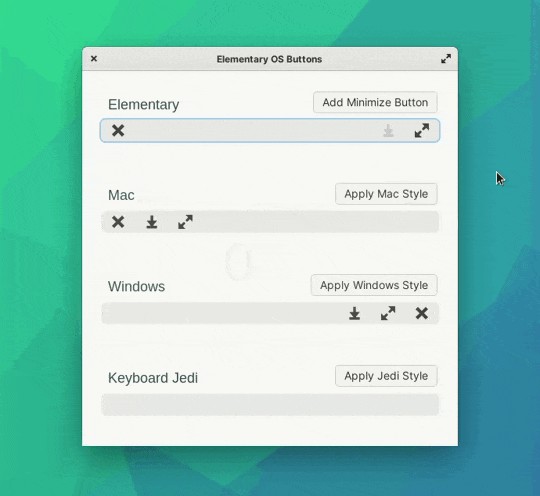 Elementary OS Buttons
Elementary
Add Minimize Button
Mac
Apply Mac Style
Windows
Apply Windows Style
Keyboard Jedi
Apply Jedi Style